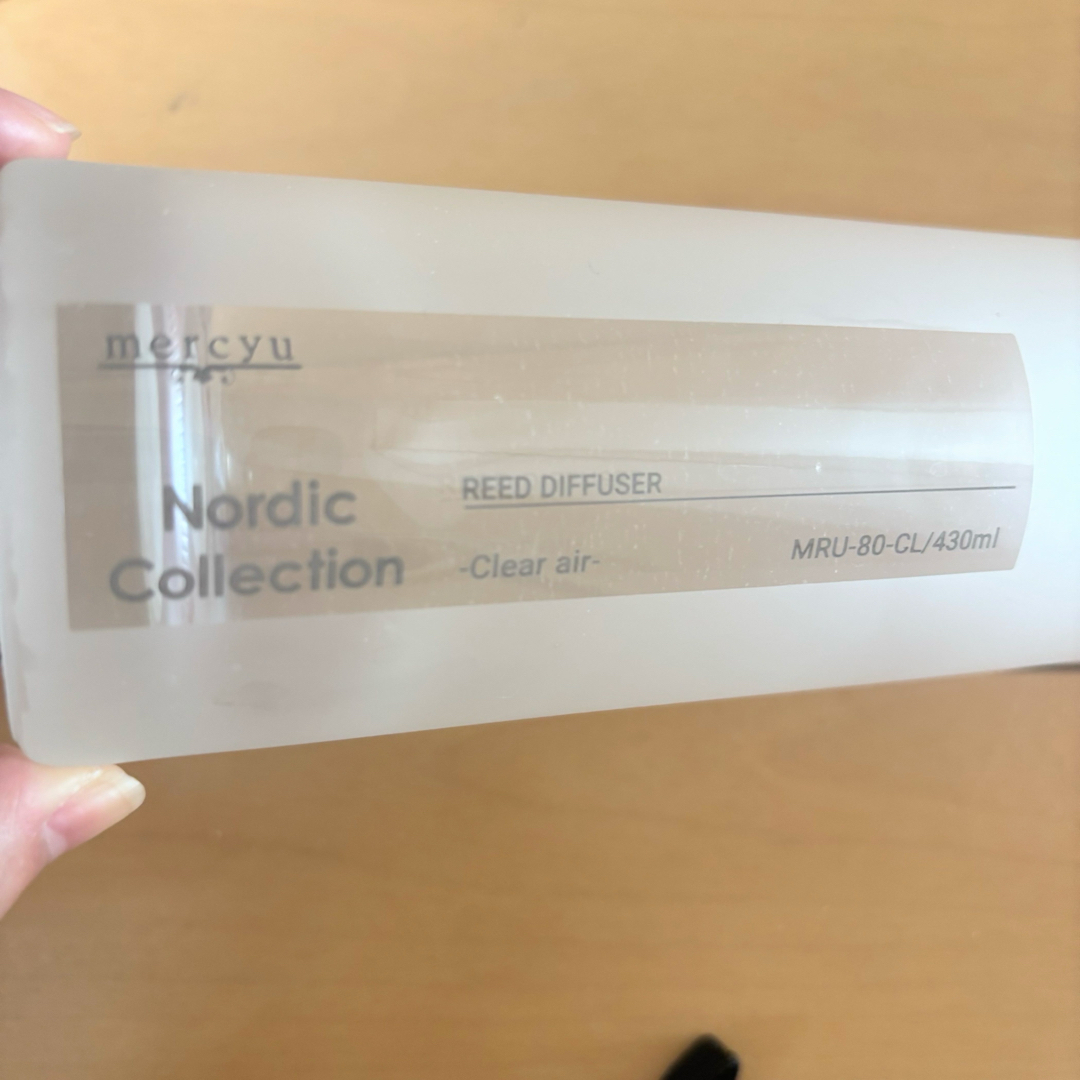 mercyu
Nordic
Collection
REED DIFFUSER
-Clear air-
MRU-80-CL/430ml